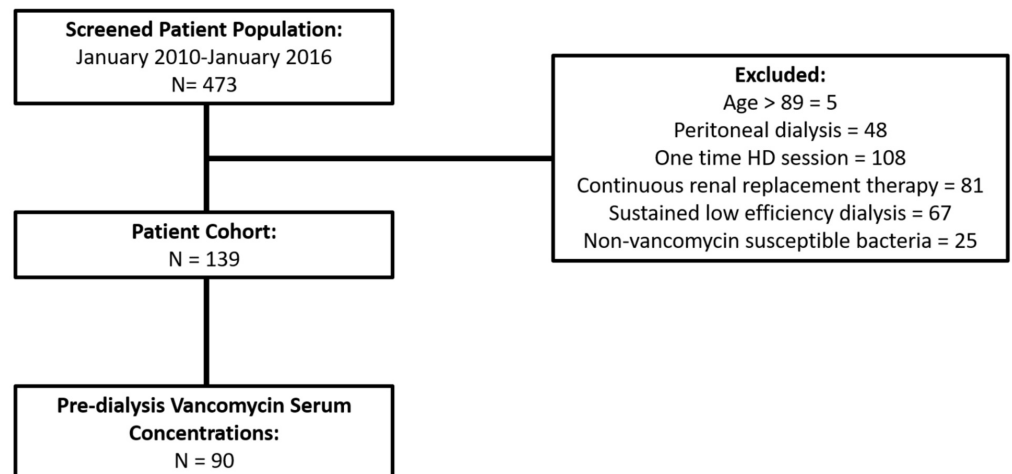 Screened Patient Population:
January 2010-January 2016
N= 473
Excluded:
Age > 89 = 5
Peritoneal dialysis = 48
One time HD session = 108
Continuous renal replacement therapy = 81
Sustained low efficiency dialysis = 67
Non-vancomycin susceptible bacteria = 25
Patient Cohort:
N = 139
Pre-dialysis Vancomycin Serum
Concentrations:
N = 90